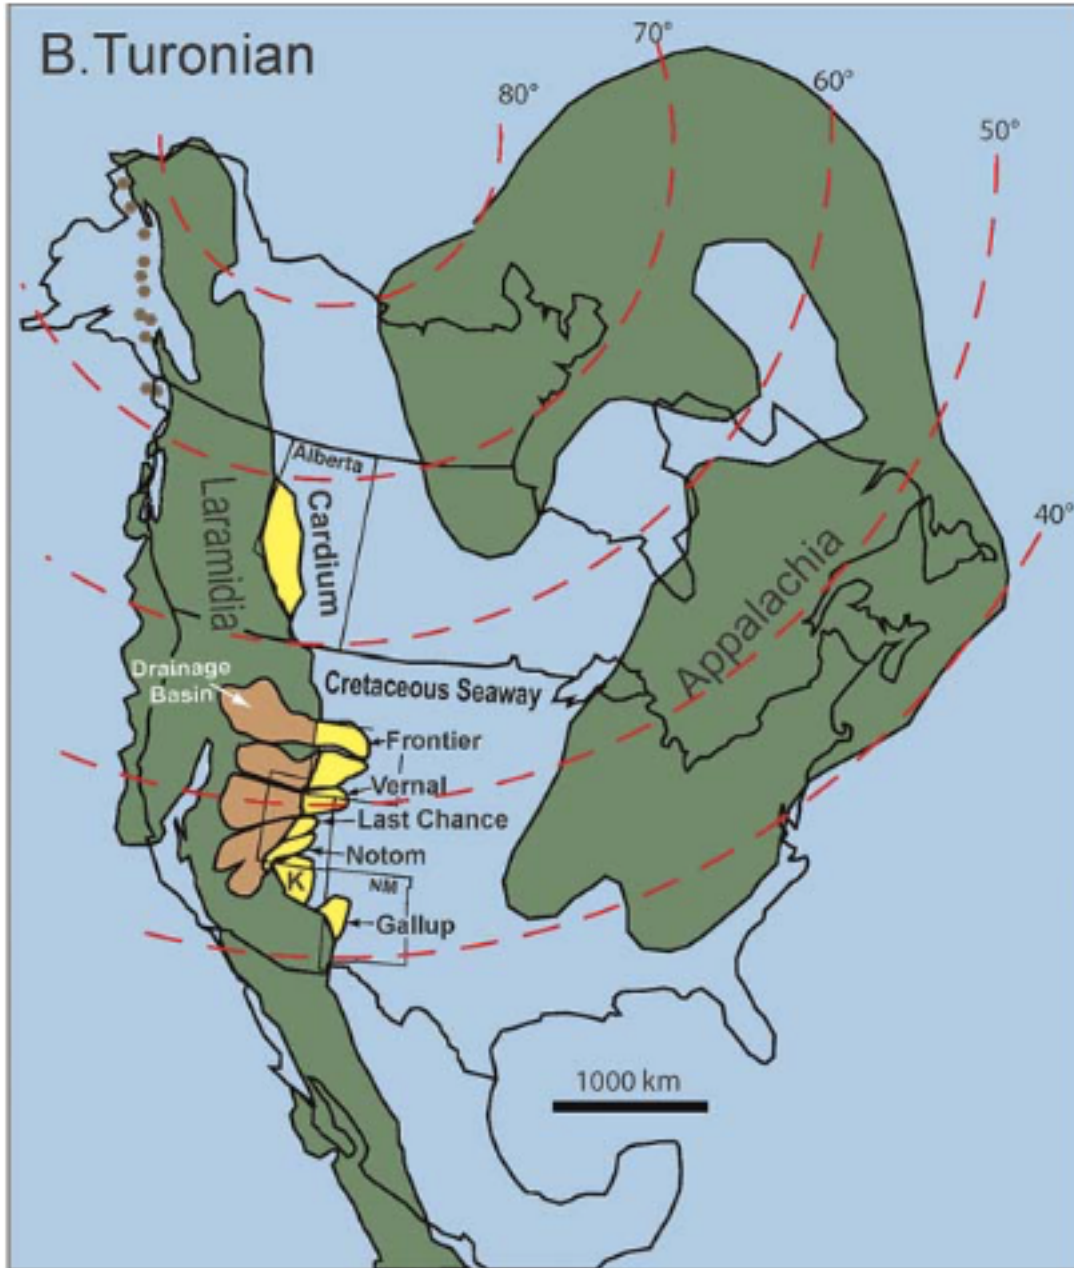 B.Turonian
70°
60°
80°
50°
40°
Alberta
Cardium
Laramidia
Appalachia
Drainage
Basin
Cretaceous Seaway
Frontier
Vernal
Last Chance
Notom
K
NM
Gallup
1000 km